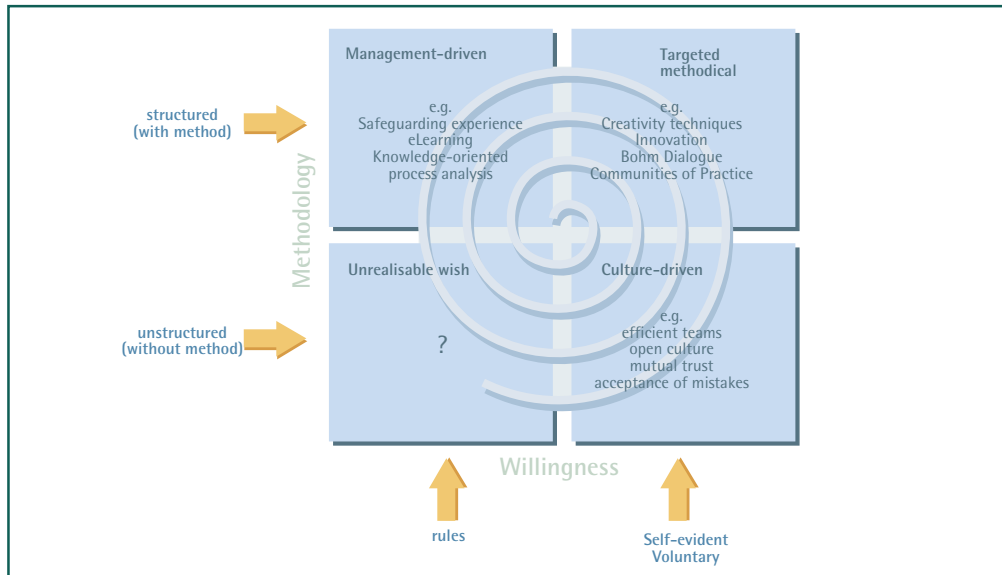 Management-driven
Targeted
methodical
structured
(with method)
e.g.
Safeguarding experience
eLearning
Knowledge-oriented
process analysis
e.g.
Creativity techniques
Innovation
Bohm Dialogue
Communities of Practice
Methodology
Unrealisable wish
Culture-driven
unstructured
(without method)
?
e.g.
efficient teams
open culture
mutual trust
acceptance of mistakes
Willingness
rules
Self-evident
Voluntary